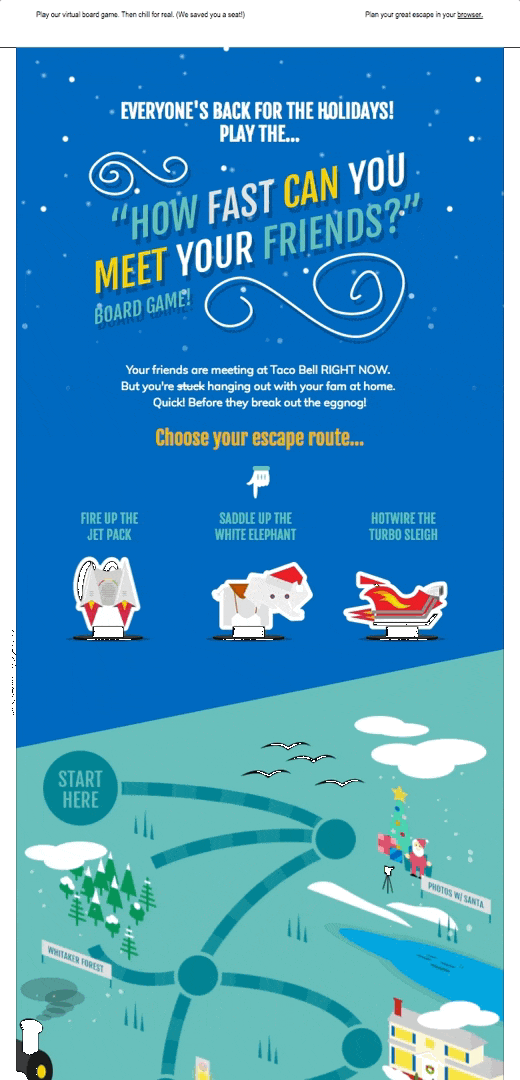 Play our virtual board game. Then chill for real. (We saved you a seat!)
Plan your great escape in your browser.
EVERYONE'S BACK FOR THE HOLIDAYS!
PLAY THE...
"HOW FAST CAN YOU
MEET YOUR FRIENDS?"
BOARD GAME!
Your friends are meeting at Taco Bell RIGHT NOW.
But you're stuck hanging out with your fam at home.
Quick! Before they break out the eggnog!
Choose your escape route...
FIRE UP THE
JET PACK
SADDLE UP THE
WHITE ELEPHANT
HOTWIRE THE
TURBO SLEIGH
START
HERE
PHOTOS W/ SANTA
WHITAKER FOREST